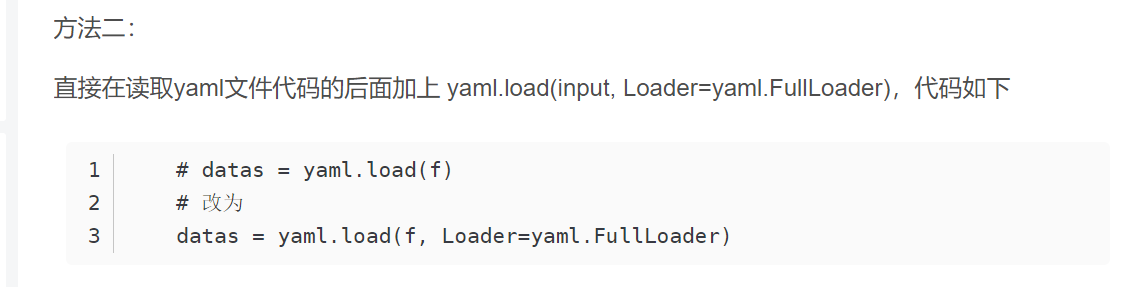 方法二：
直接在读取yaml文件代码的后面加上 yaml.load(input, Loader=yaml.FullLoader)，代码如下
1 # datas = yaml.load(f)
2 # 改为
3 datas = yaml.load(f, Loader=yaml.FullLoader)